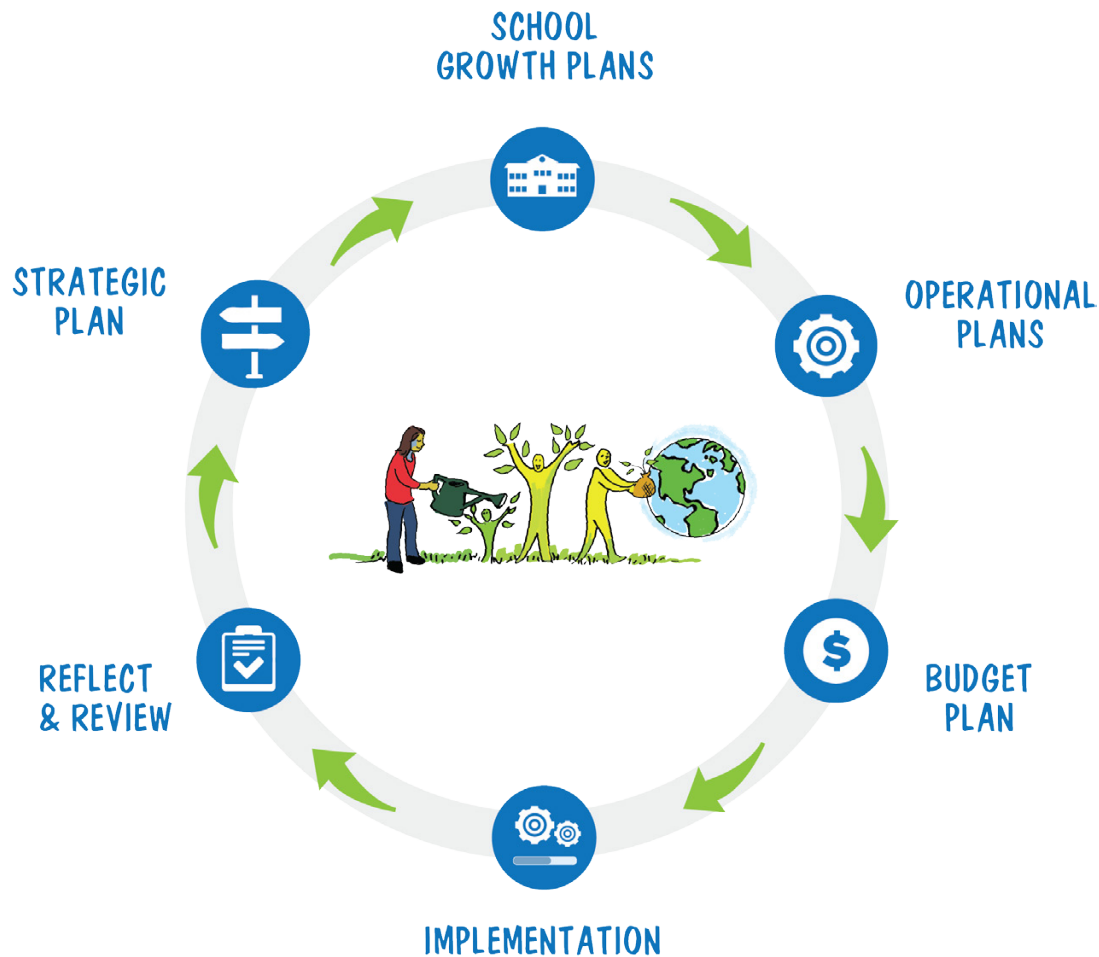 SCHOOL
GROWTH PLANS
STRATEGIC
PLAN
OPERATIONAL
PLANS
$
REFLECT
& REVIEW
BUDGET
PLAN
IMPLEMENTATION